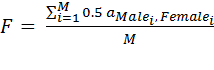 F = \frac{\sum_{i=1}^{M} 0.5 \, a_{Male_i, Female_i}}{M}